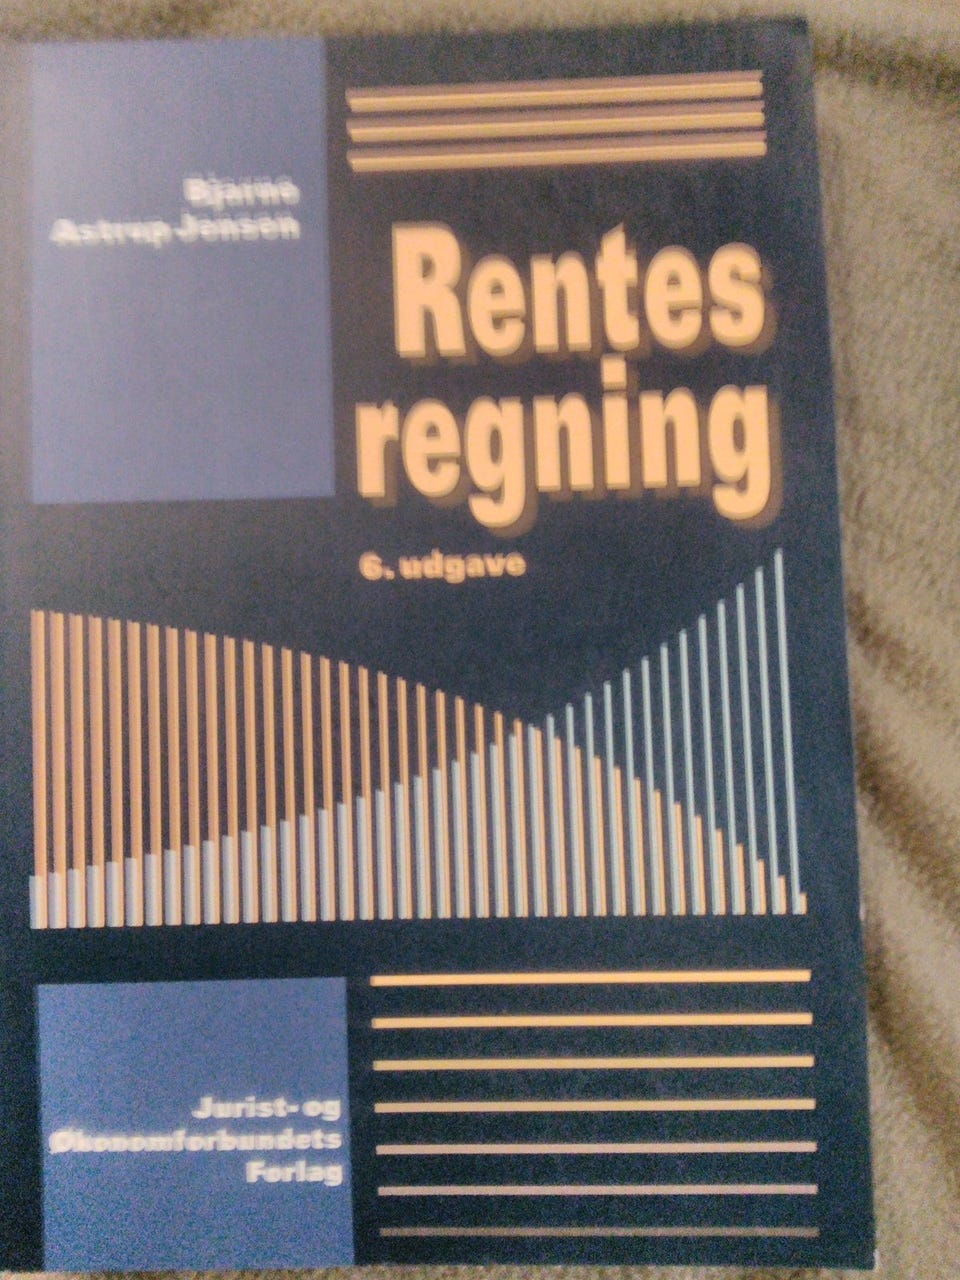 Bjarne
Astrup Jensen
Rentes
regning
6. udgave
Jurist- og
Økonomforbundets
Forlag